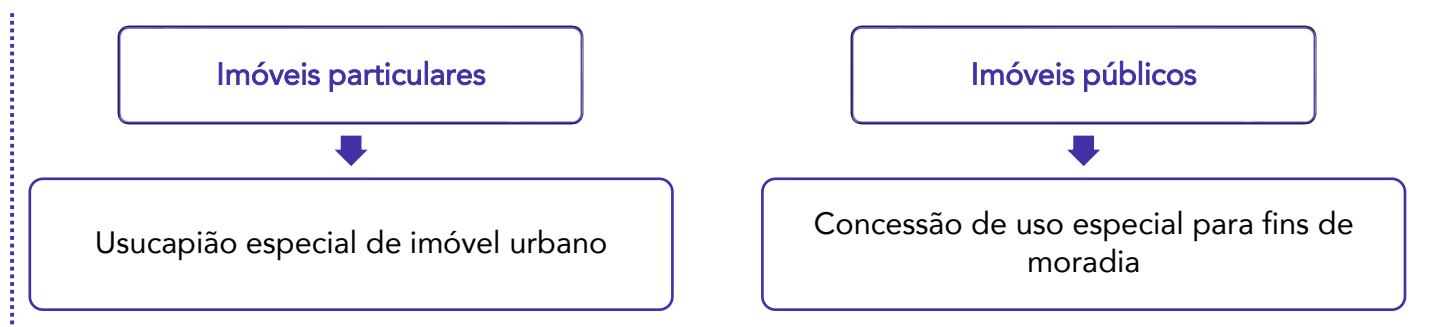 Imóveis particulares
Imóveis públicos
Usucapião especial de imóvel urbano
Concessão de uso especial para fins de
moradia